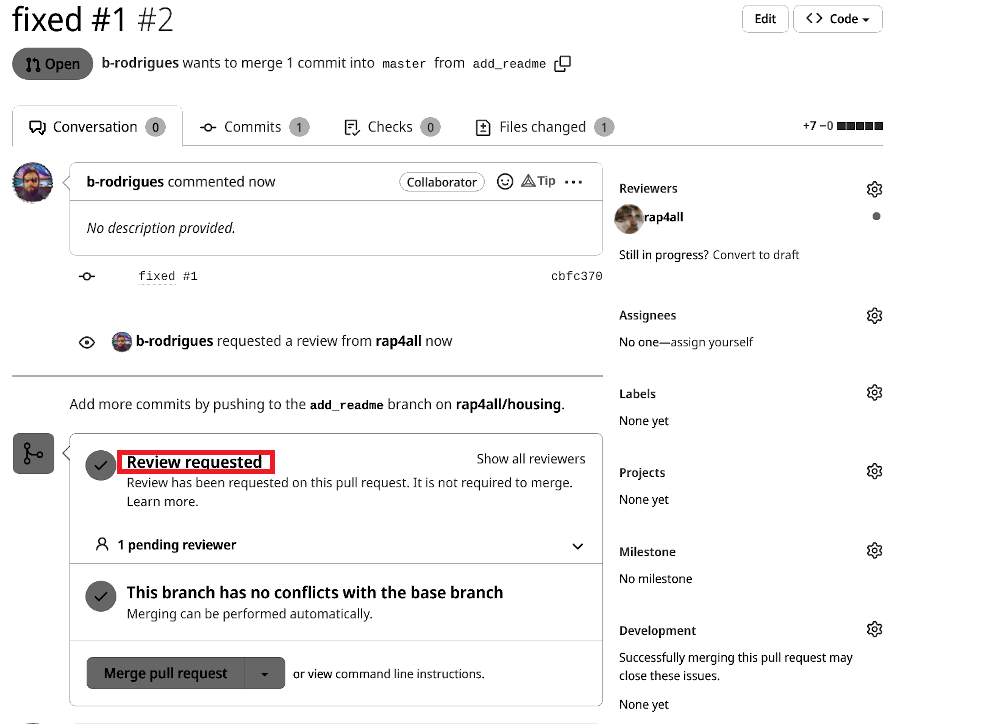 fixed #1 #2
Edit
Code
Open
b-rodrigues wants to merge 1 commit into master from add_readme
Conversation 0
Commits 1
Checks 0
Files changed 1
+7 −0
b-rodrigues commented now
Collaborator
Tip
No description provided.
fixed #1
cbfc370
b-rodrigues requested a review from rap4all now
Add more commits by pushing to the add_readme branch on rap4all/housing.
Review requested
Show all reviewers
Review has been requested on this pull request. It is not required to merge.
Learn more.
1 pending reviewer
This branch has no conflicts with the base branch
Merging can be performed automatically.
Merge pull request
or view command line instructions.
Reviewers
rap4all
Still in progress? Convert to draft
Assignees
No one—assign yourself
Labels
None yet
Projects
None yet
Milestone
No milestone
Development
Successfully merging this pull request may
close these issues.
None yet